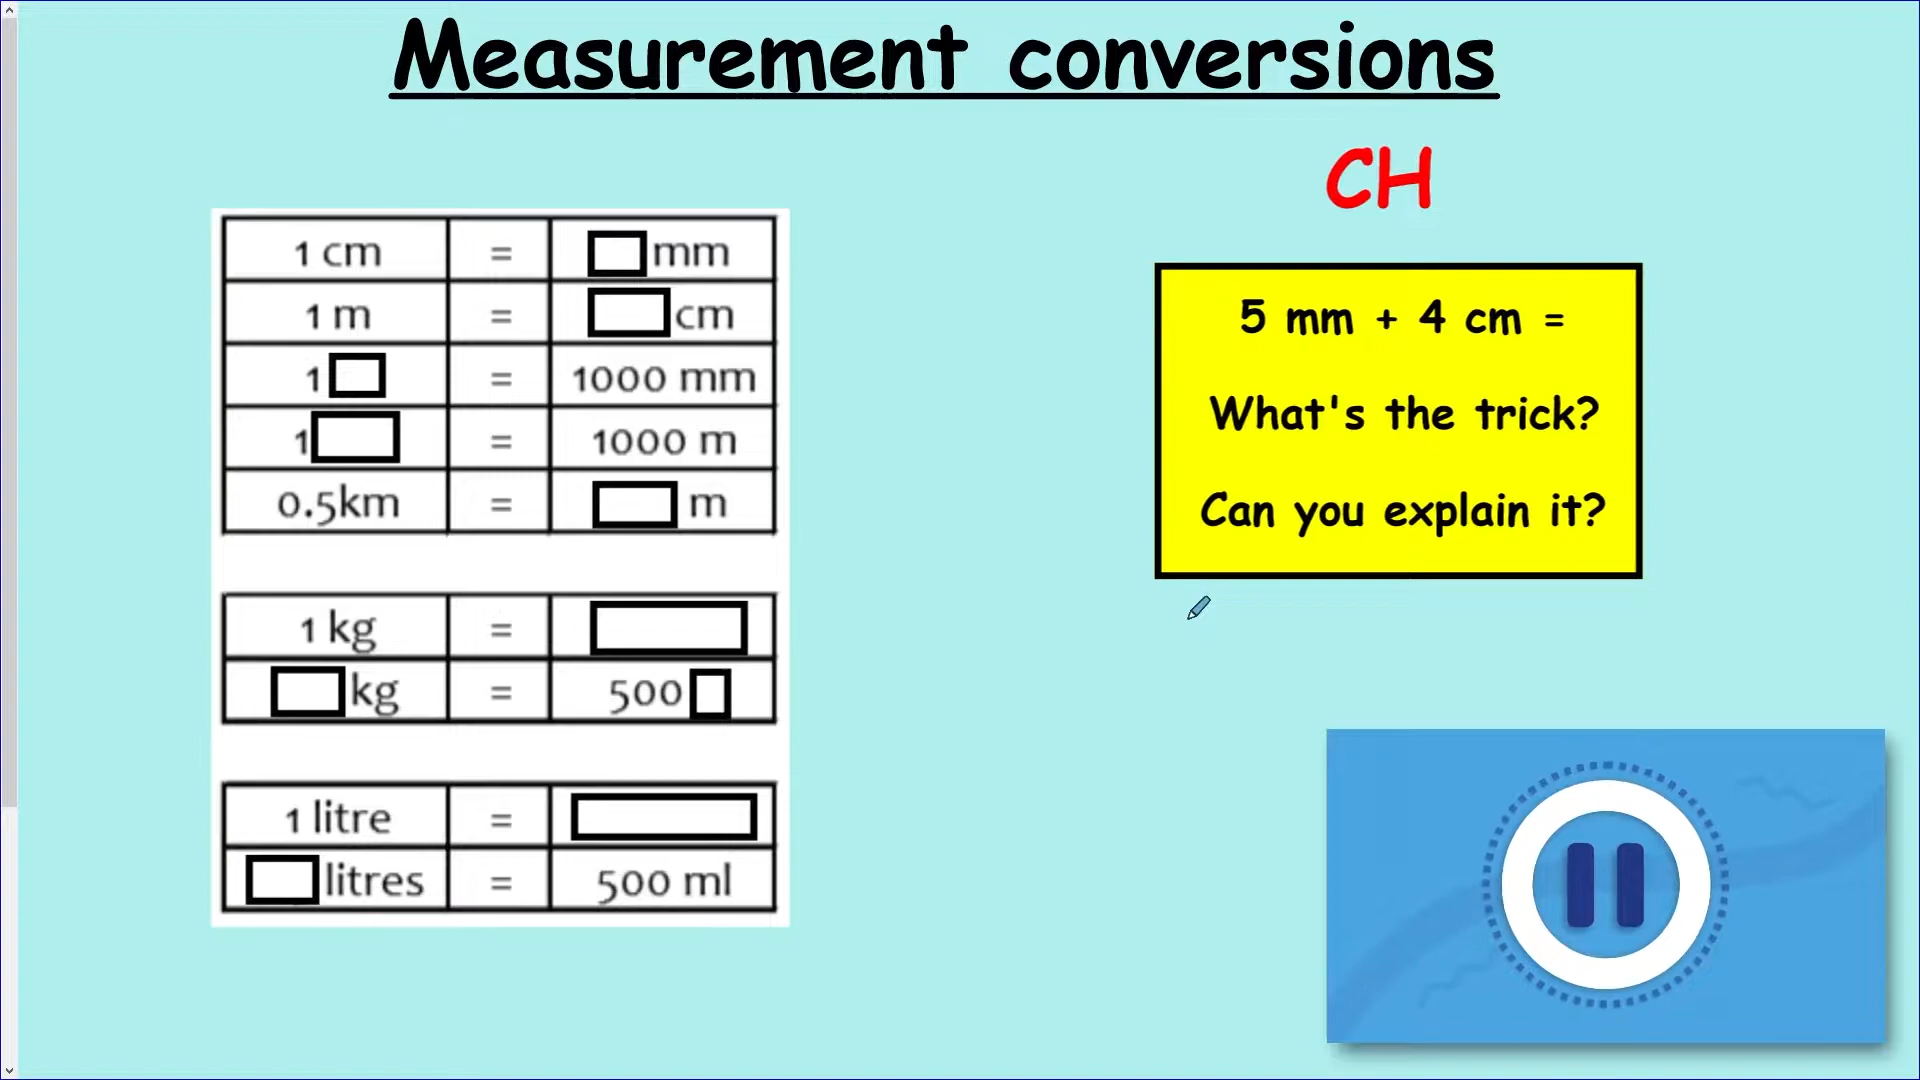 Measurement conversions
CH
1 cm = mm
1 m = cm
1 = 1000 mm
1 = 1000 m
0.5km = m
1 kg =
kg = 500
1 litre =
litres = 500 ml
5 mm + 4 cm =
What's the trick?
Can you explain it?